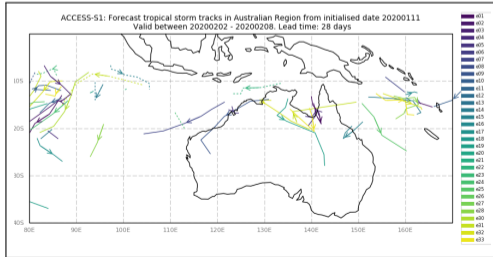 ACCESS-S1: Forecast tropical storm tracks in Australian Region from initialised date 20200111
Valid between 20200202 - 20200208. Lead time: 28 days
10S
20S
30S
40S
80E
90E
100E
110E
120E
130E
140E
150E
160E
e01
e02
e03
e04
e05
e06
e07
e08
e09
e10
e11
e12
e13
e14
e15
e16
e17
e18
e19
e20
e21
e22
e23
e24
e25
e26
e27
e28
e29
e30
e31
e32
e33